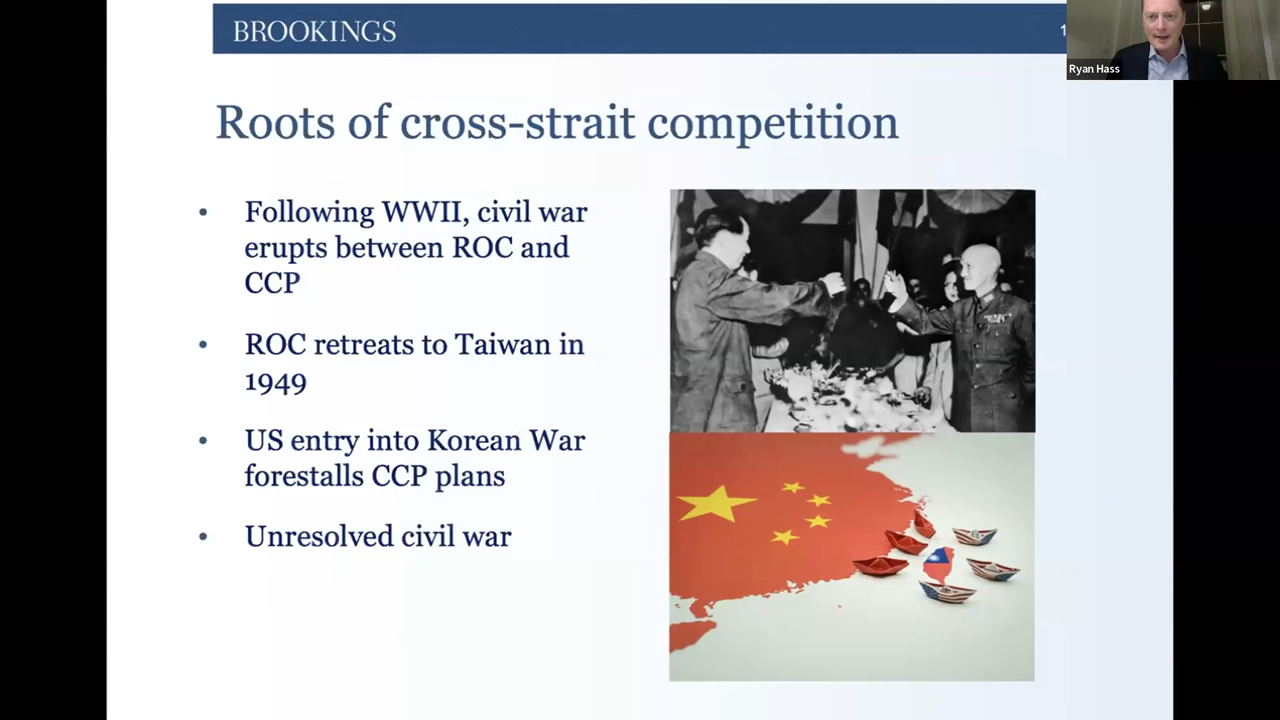 BROOKINGS
Ryan Hass
Roots of cross-strait competition
• Following WWII, civil war
erupts between ROC and
CCP
• ROC retreats to Taiwan in
1949
• US entry into Korean War
forestalls CCP plans
• Unresolved civil war